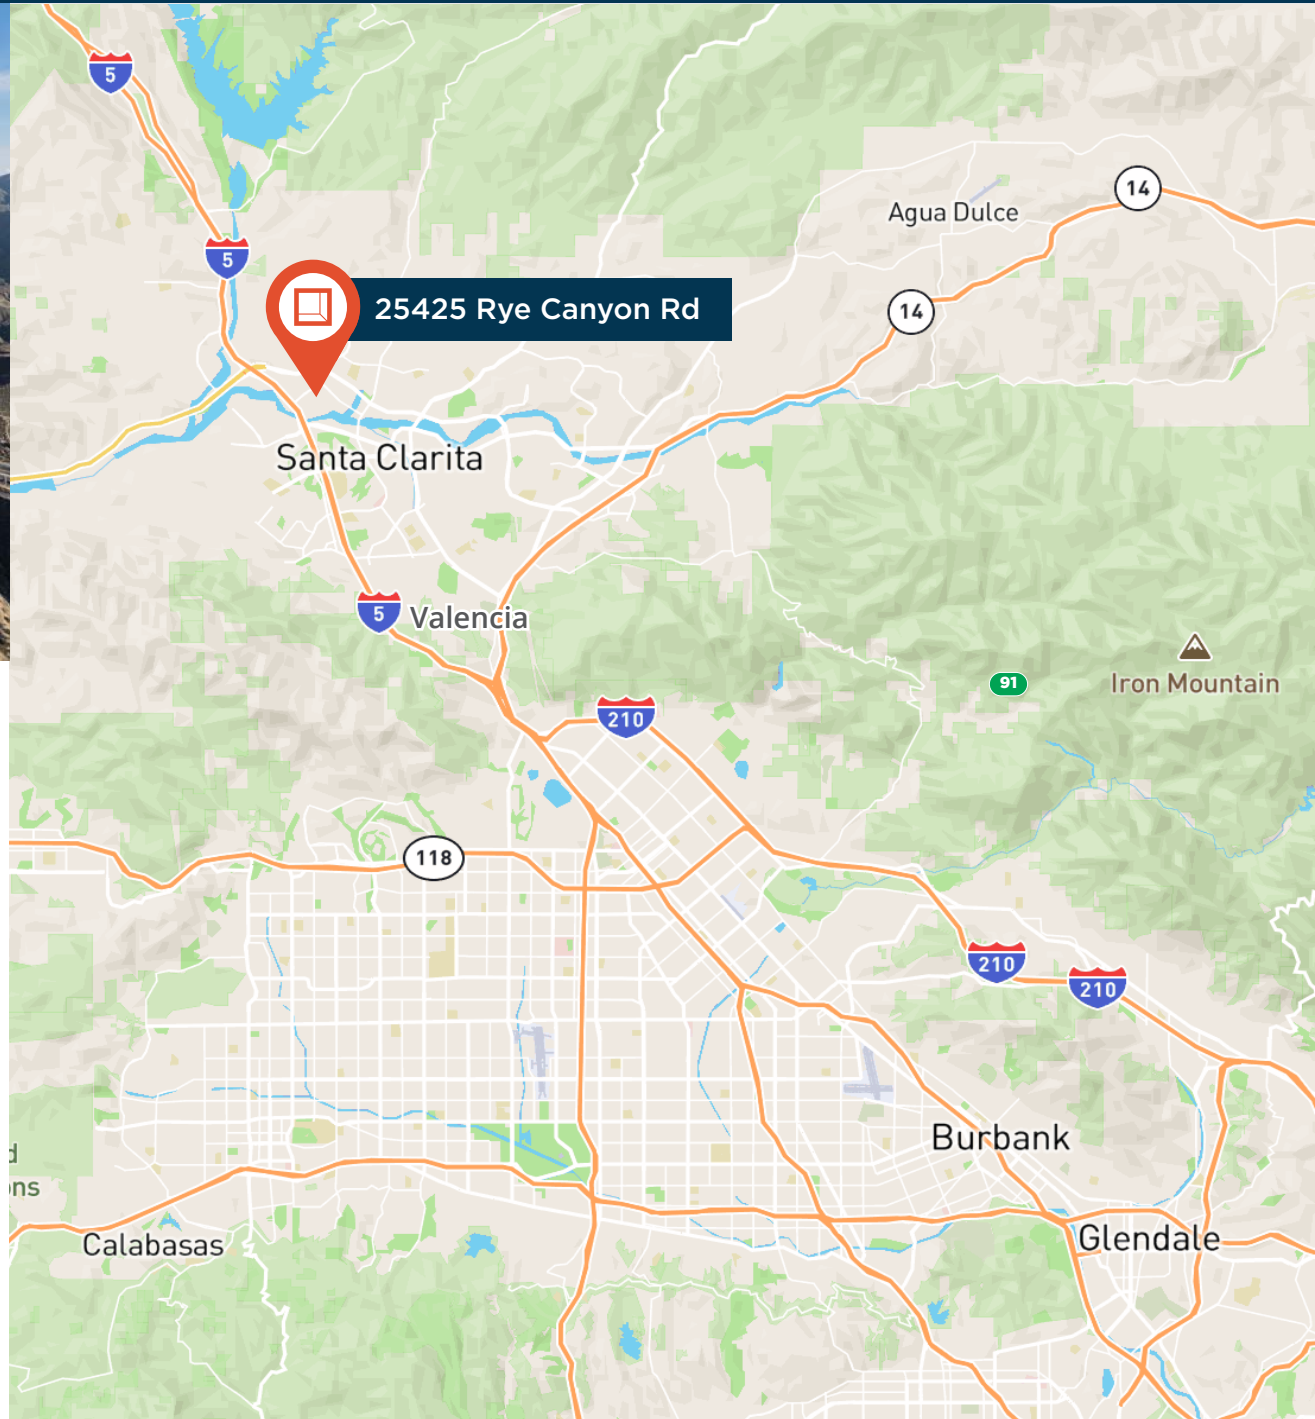 5
14
Agua Dulce
5
25425 Rye Canyon Rd
14
Santa Clarita
5
Valencia
91
Iron Mountain
210
118
210
210
Burbank
d
ons
Calabasas
Glendale